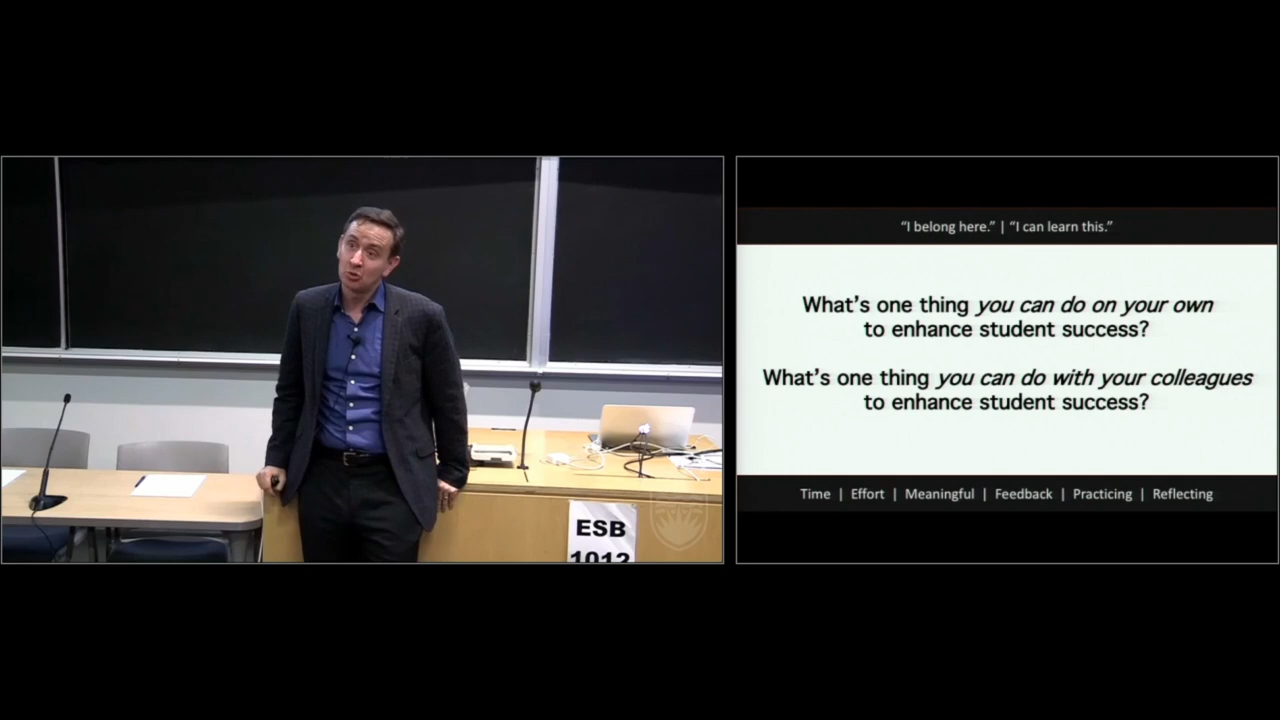 ESB
1012
“I belong here.” | “I can learn this.”
What’s one thing you can do on your own
to enhance student success?
What’s one thing you can do with your colleagues
to enhance student success?
Time | Effort | Meaningful | Feedback | Practicing | Reflecting